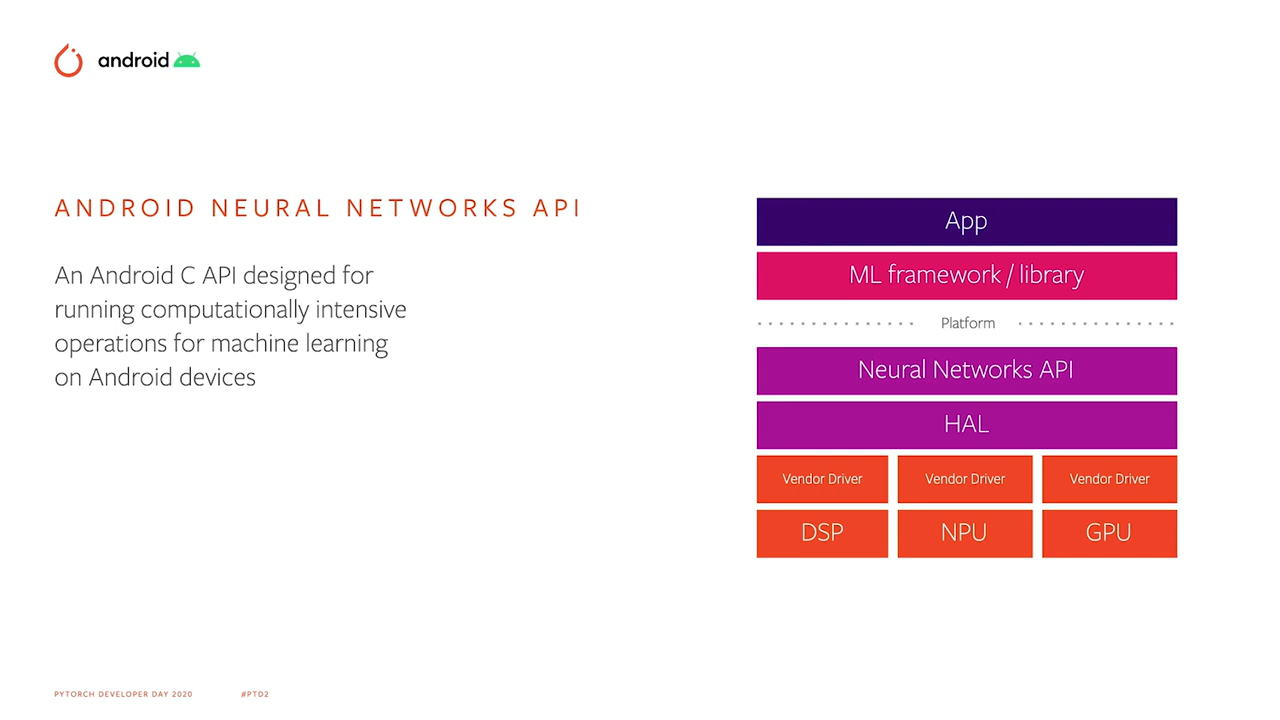 android
ANDROID NEURAL NETWORKS API
An Android C API designed for
running computationally intensive
operations for machine learning
on Android devices
App
ML framework / library
Platform
Neural Networks API
HAL
Vendor Driver Vendor Driver Vendor Driver
DSP NPU GPU
PYTORCH DEVELOPER DAY 2020 #PTD2